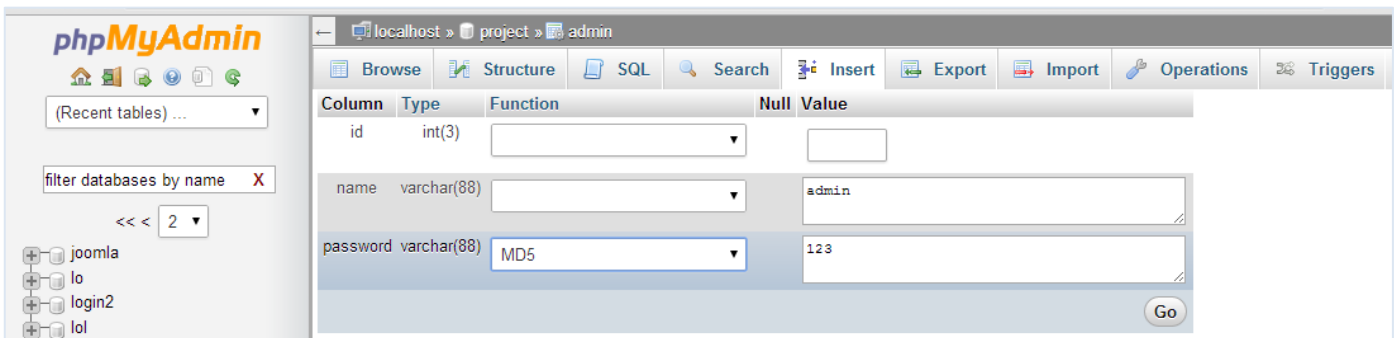 phpMyAdmin
(Recent tables) ...
filter databases by name X
<< < 2
joomla
lo
login2
lol
← localhost » project » admin
Browse Structure SQL Search Insert Export Import Operations Triggers
Column Type Function Null Value
id int(3)
name varchar(88) admin
password varchar(88) MD5 123
Go